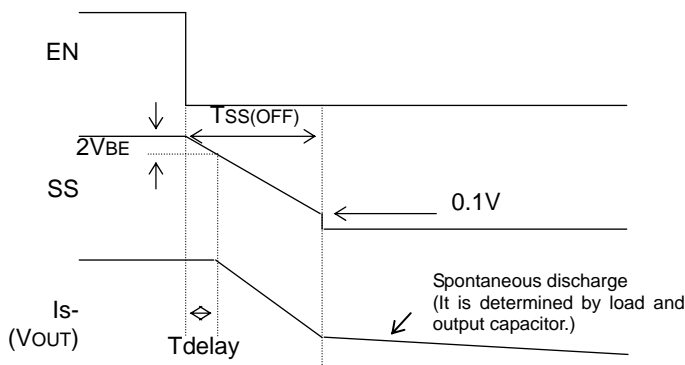 EN
TSS(OFF)
2VBE
SS
0.1V
Spontaneous discharge
(It is determined by load and
output capacitor.)
Is-
(VOUT)
Tdelay